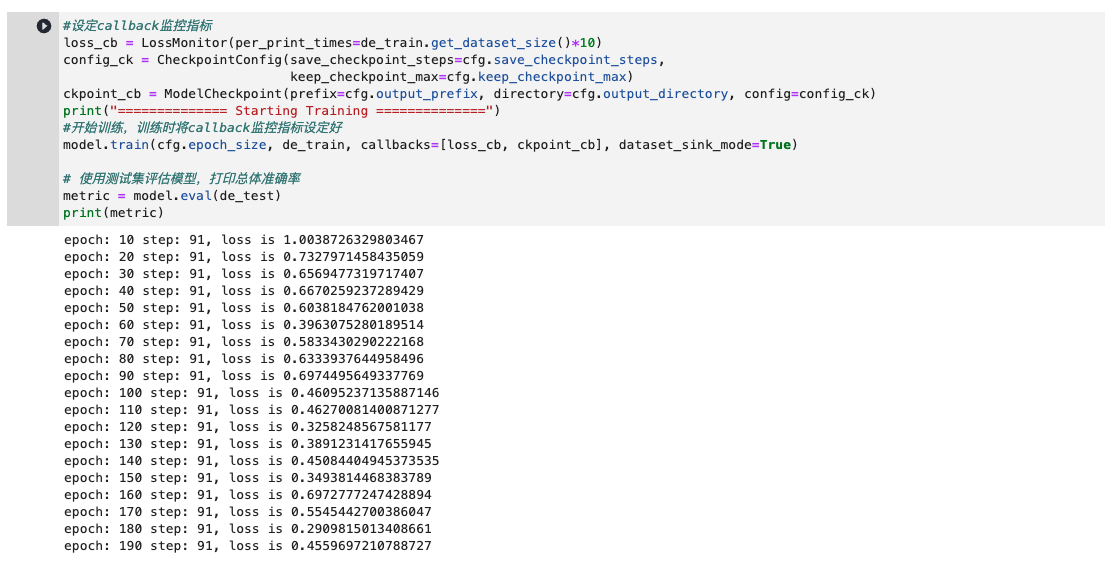 #设定callback监控指标
loss_cb = LossMonitor(per_print_times=de_train.get_dataset_size()*10)
config_ck = CheckpointConfig(save_checkpoint_steps=cfg.save_checkpoint_steps,
                             keep_checkpoint_max=cfg.keep_checkpoint_max)
ckpoint_cb = ModelCheckpoint(prefix=cfg.output_prefix, directory=cfg.output_directory, config=config_ck)
print("============== Starting Training ==============")
#开始训练，训练时将callback监控指标设定好
model.train(cfg.epoch_size, de_train, callbacks=[loss_cb, ckpoint_cb], dataset_sink_mode=True)
# 使用测试集评估模型，打印总体准确率
metric = model.eval(de_test)
print(metric)
epoch: 10 step: 91, loss is 1.0038726329803467
epoch: 20 step: 91, loss is 0.7327971458435059
epoch: 30 step: 91, loss is 0.6569477319717407
epoch: 40 step: 91, loss is 0.6670259237289429
epoch: 50 step: 91, loss is 0.6038184762001038
epoch: 60 step: 91, loss is 0.3963075280189514
epoch: 70 step: 91, loss is 0.5833430290222168
epoch: 80 step: 91, loss is 0.6333937644958496
epoch: 90 step: 91, loss is 0.6974495649337769
epoch: 100 step: 91, loss is 0.46095237135887146
epoch: 110 step: 91, loss is 0.46270081400871277
epoch: 120 step: 91, loss is 0.3258248567581177
epoch: 130 step: 91, loss is 0.3891231417655945
epoch: 140 step: 91, loss is 0.45084404945373535
epoch: 150 step: 91, loss is 0.3493814468383789
epoch: 160 step: 91, loss is 0.6972777247428894
epoch: 170 step: 91, loss is 0.5545442700386047
epoch: 180 step: 91, loss is 0.2909815013408661
epoch: 190 step: 91, loss is 0.4559697210788727